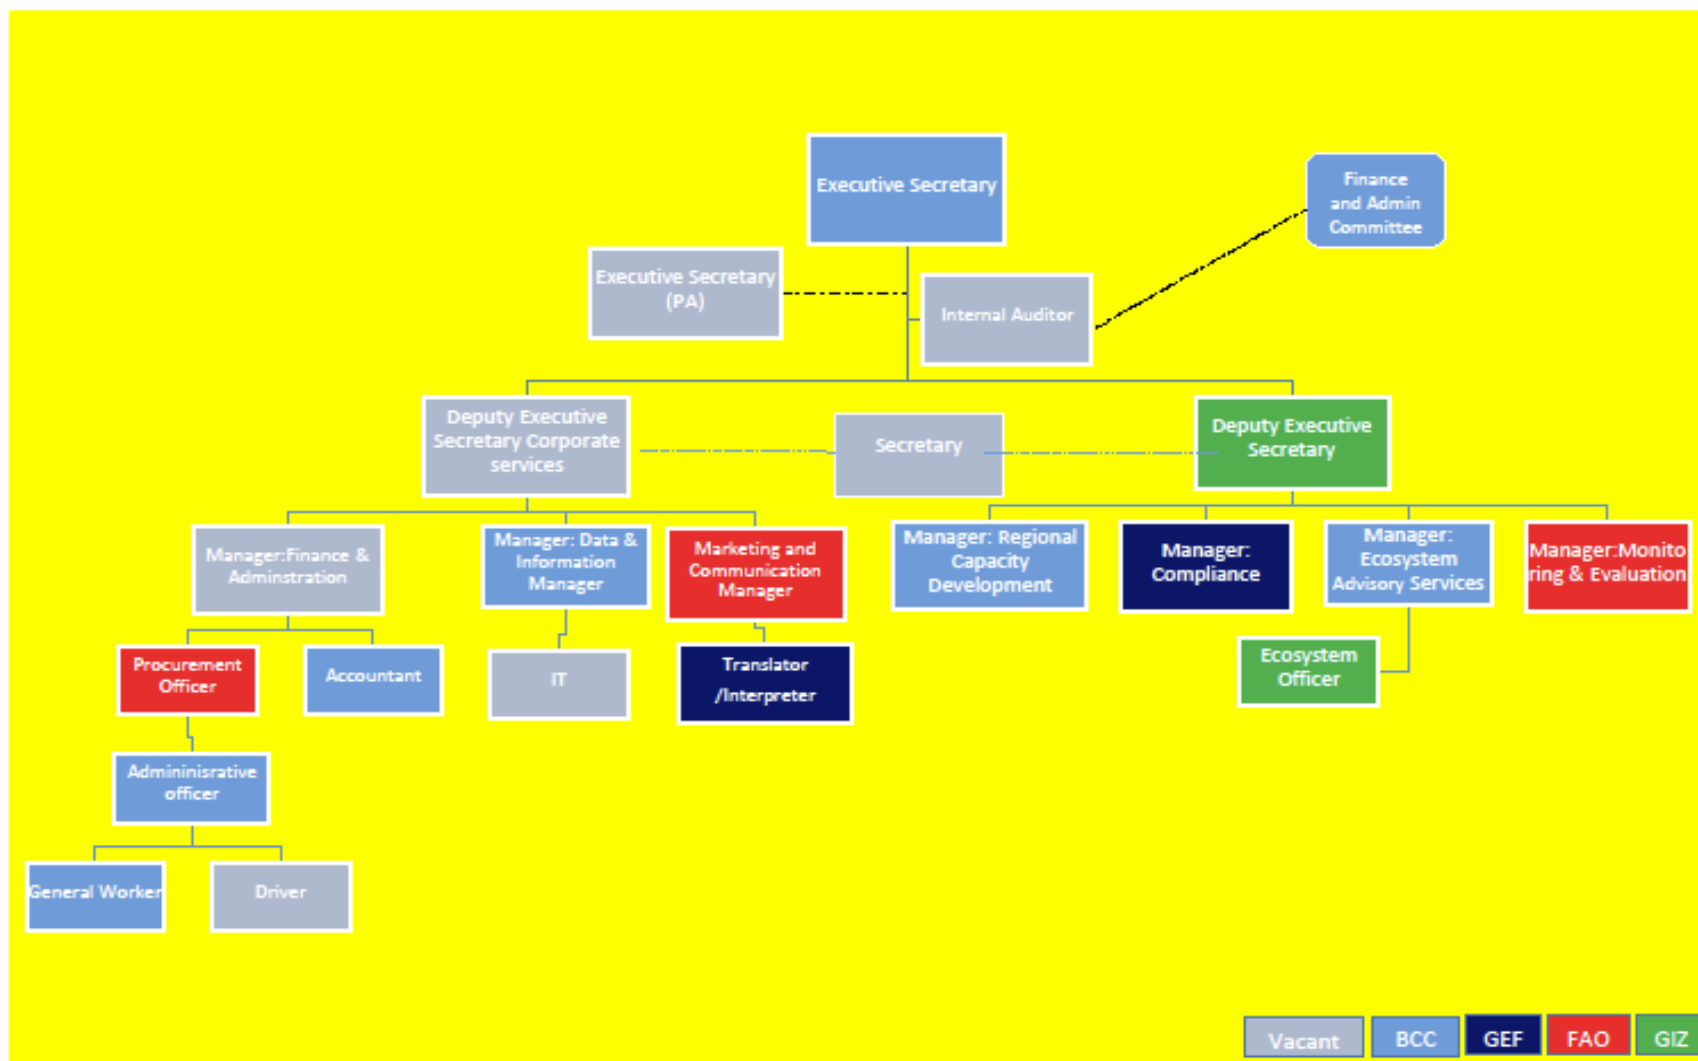 Executive Secretary
Finance
and Admin
Committee
Executive Secretary
(PA)
Internal Auditor
Deputy Executive
Secretary Corporate
services
Secretary
Deputy Executive
Secretary
Manager:Finance &
Adminstration
Manager: Data &
Information
Manager
Marketing and
Communication
Manager
Manager: Regional
Capacity
Development
Manager:
Compliance
Manager:
Ecosystem
Advisory Services
Manager:Monito
ring & Evaluation
Procurement
Officer
Accountant
IT
Translator
/Interpreter
Ecosystem
Officer
Admininisrative
officer
General Worker
Driver
Vacant
BCC
GEF
FAO
GIZ